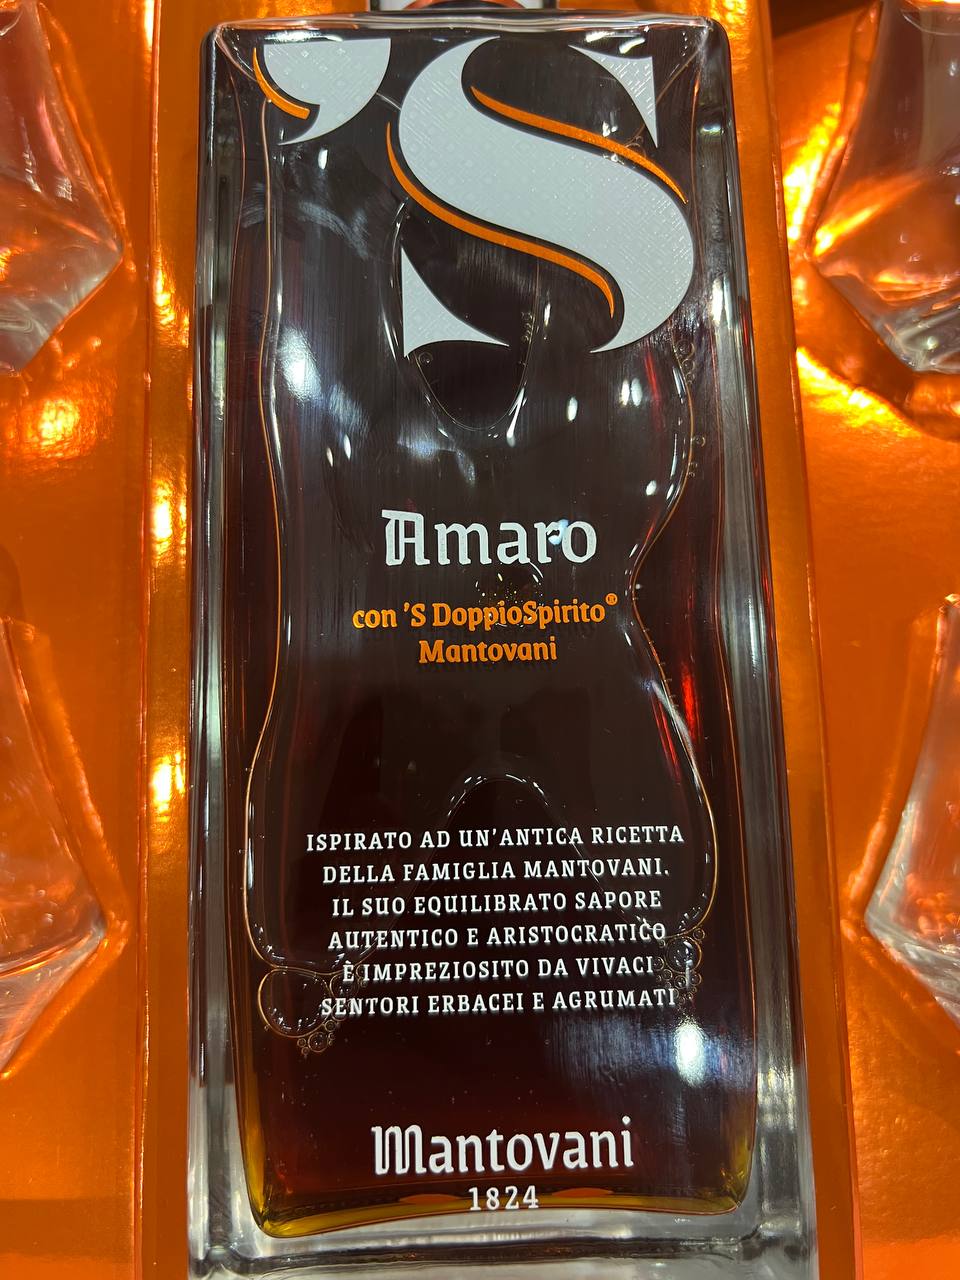 'S
Amaro
con 'S DoppioSpirito®
Mantovani
ISPIRATO AD UN'ANTICA RICETTA
DELLA FAMIGLIA MANTOVANI.
IL SUO EQUILIBRATO SAPORE
AUTENTICO E ARISTOCRATICO
È IMPREZIOSITO DA VIVACI
SENTORI ERBACEI E AGRUMATI
Mantovani
1824